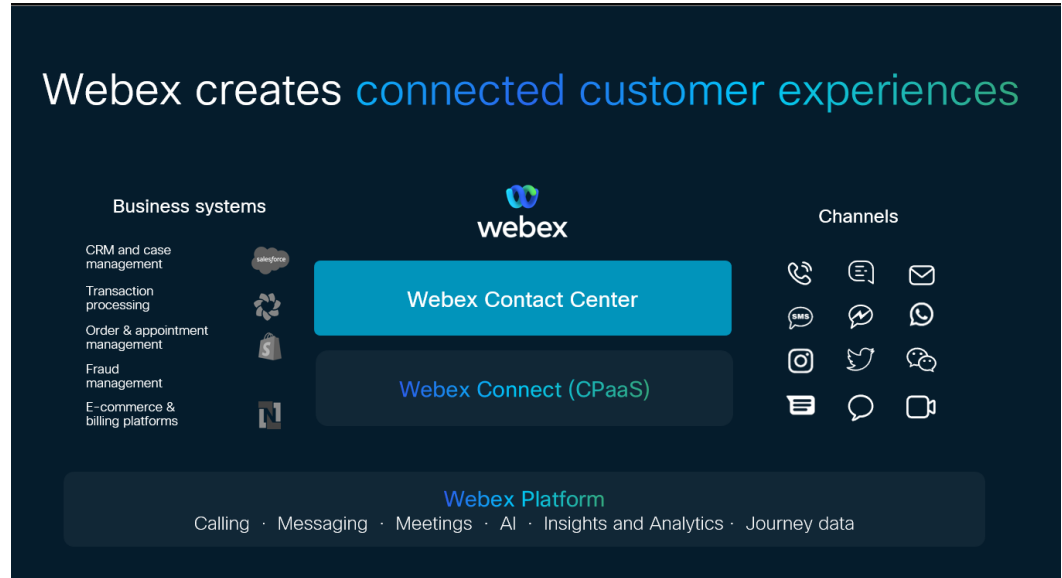 Webex creates connected customer experiences
Business systems
CRM and case
management
salesforce
Transaction
processing
Order & appointment
management
S
Fraud
management
E-commerce &
billing platforms
N
webex
Webex Contact Center
Webex Connect (CPaaS)
Channels
SMS
Webex Platform
Calling · Messaging · Meetings · AI · Insights and Analytics · Journey data